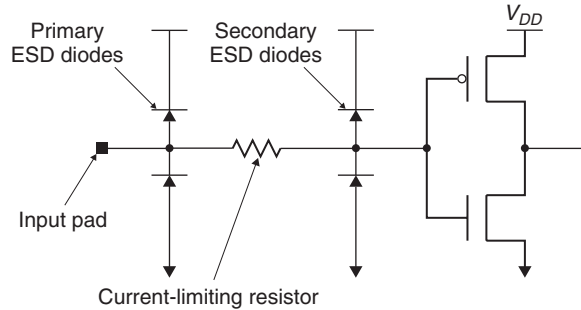 Primary
ESD diodes
Secondary
ESD diodes
VDD
Input pad
Current-limiting resistor